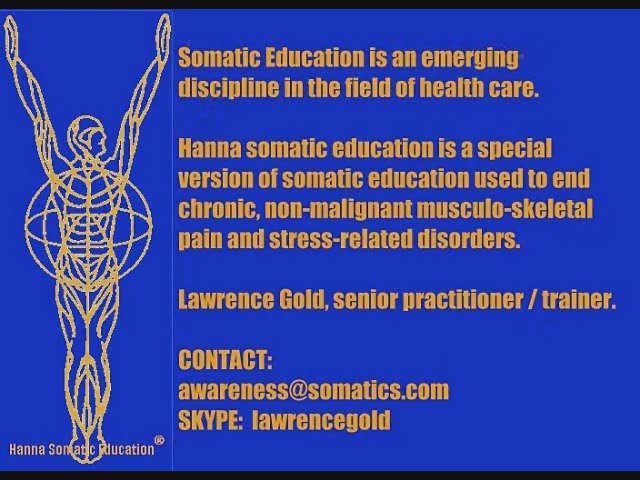 Somatic Education is an emerging
discipline in the field of health care.
Hanna somatic education is a special
version of somatic education used to end
chronic, non-malignant musculo-skeletal
pain and stress-related disorders.
Lawrence Gold, senior practitioner / trainer.
CONTACT:
awareness@somatics.com
SKYPE: lawrencegold
Hanna Somatic Education®